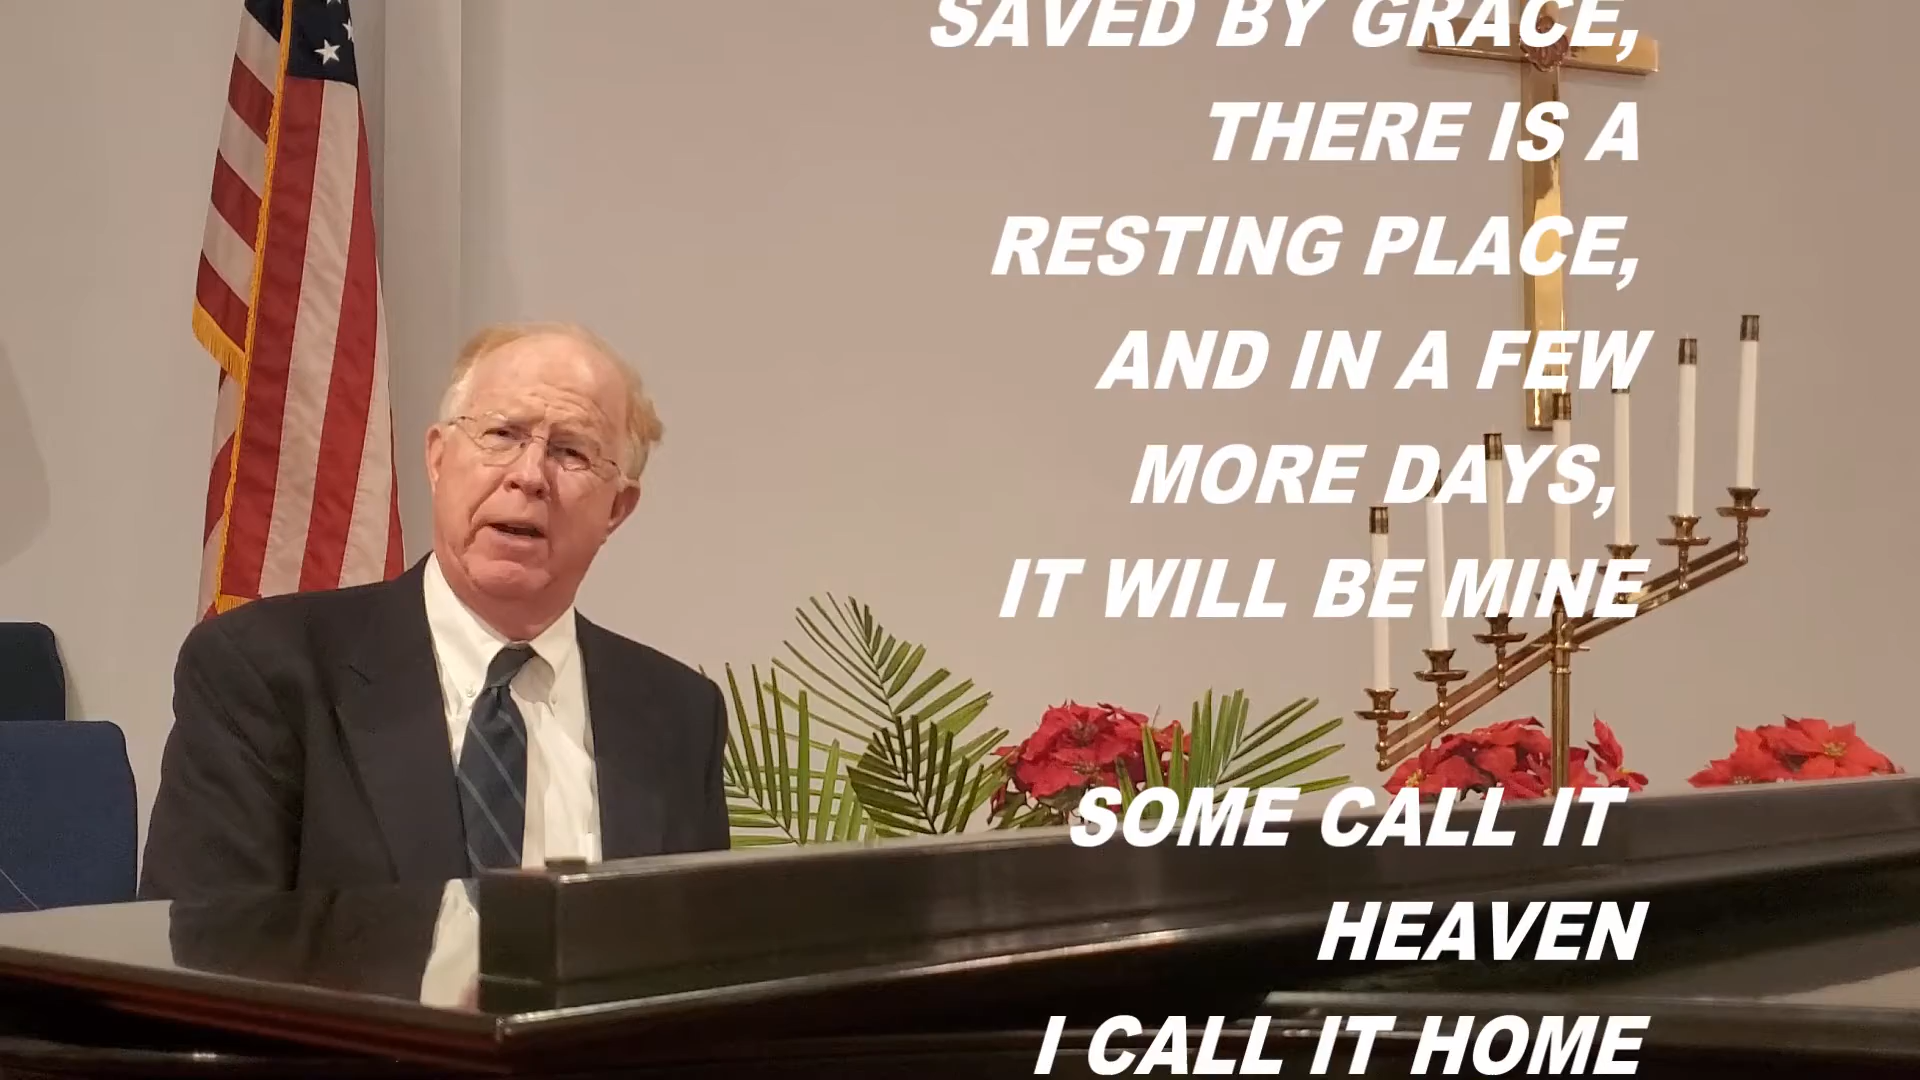 SAVED BY GRACE,
THERE IS A
RESTING PLACE,
AND IN A FEW
MORE DAYS,
IT WILL BE MINE
SOME CALL IT
HEAVEN
I CALL IT HOME